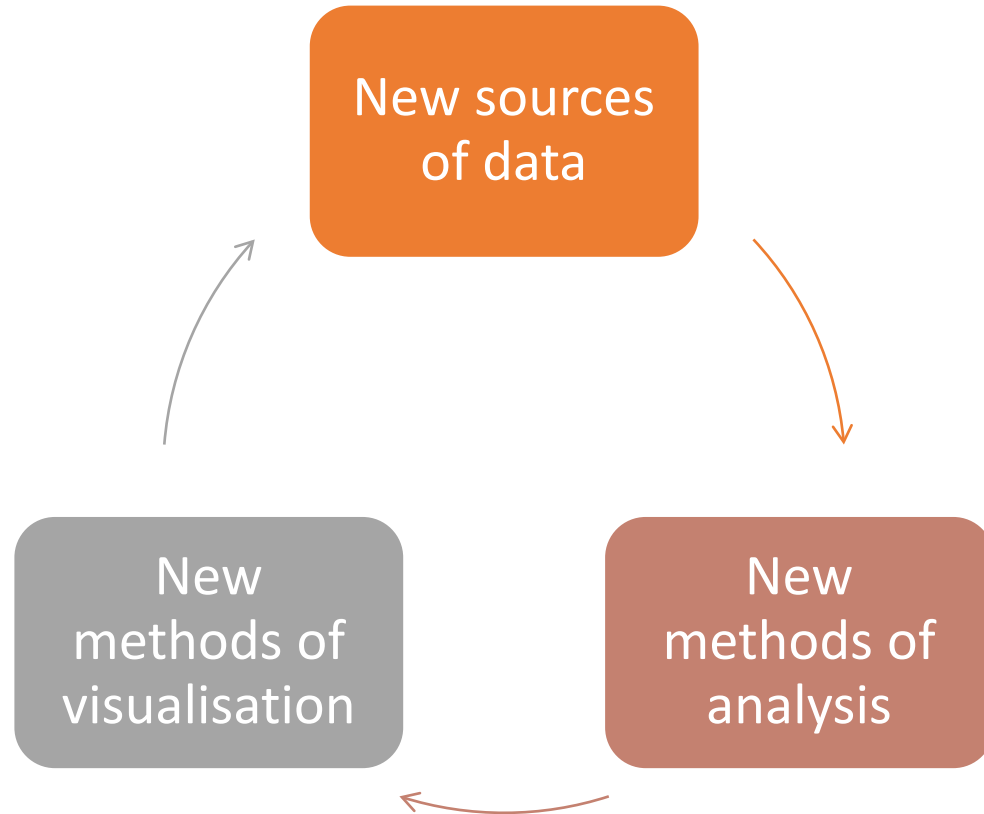 New sources
of data
New
methods of
visualisation
New
methods of
analysis